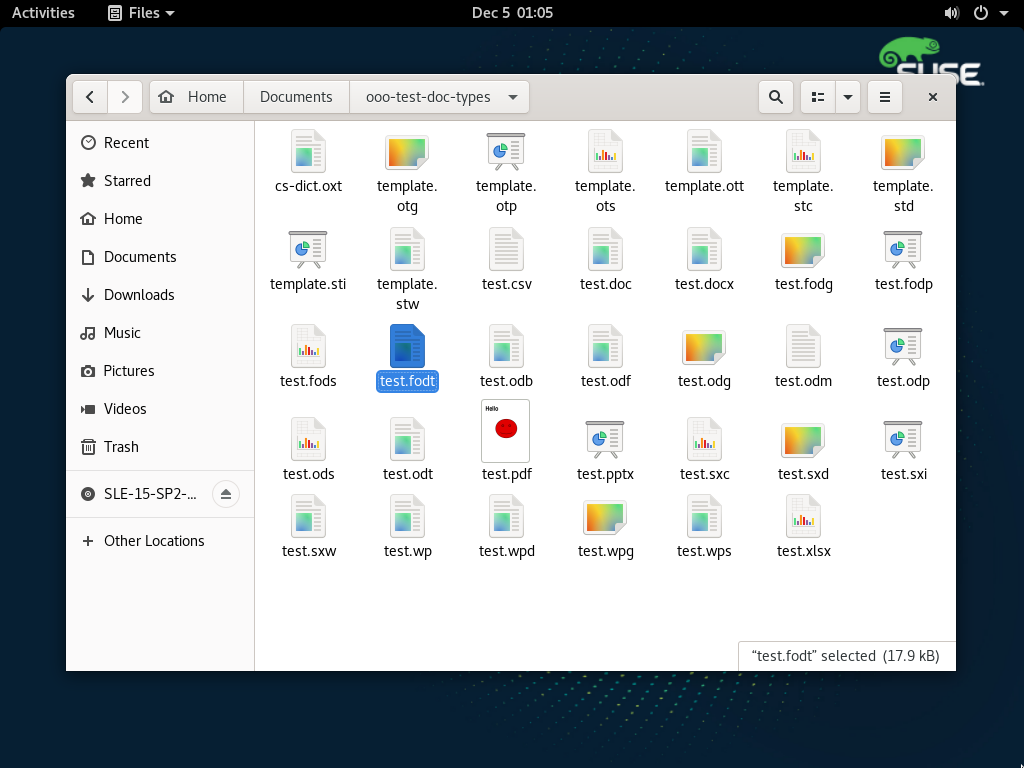 Activities Files Dec 5 01:05
SUSE
Home Documents ooo-test-doc-types
Recent
Starred
Home
Documents
Downloads
Music
Pictures
Videos
Trash
SLE-15-SP2-...
Other Locations
cs-dict.oxt
template.
otg
template.
otp
template.
ots
template.ott
template.
stc
template.
std
template.sti
template.
stw
test.csv
test.doc
test.docx
test.fodg
test.fodp
test.fods
test.fodt
test.odb
test.odf
test.odg
test.odm
test.odp
test.ods
test.odt
Hello
test.pdf
test.pptx
test.sxc
test.sxd
test.sxi
test.sxw
test.wp
test.wpd
test.wpg
test.wps
test.xlsx
“test.fodt” selected (17.9 kB)